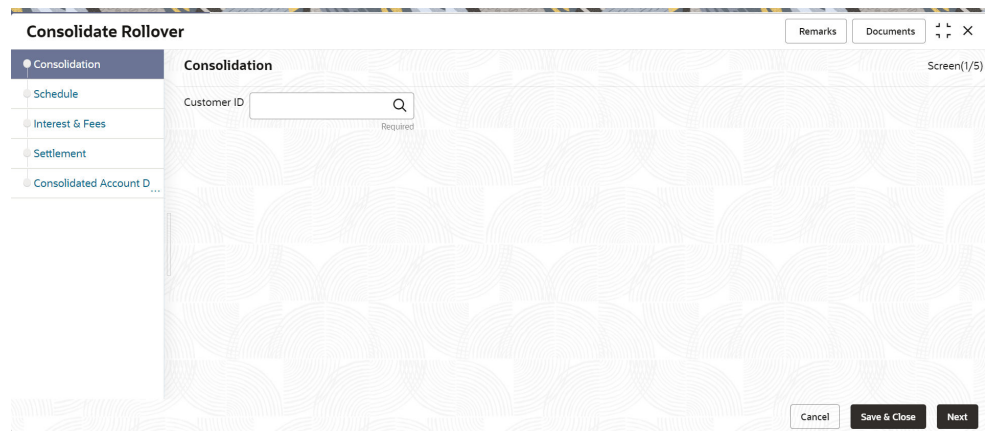 Consolidate Rollover
Remarks
Documents
Consolidation
Schedule
Interest & Fees
Settlement
Consolidated Account D...
Consolidation
Screen(1/5)
Customer ID
Required
Cancel
Save & Close
Next